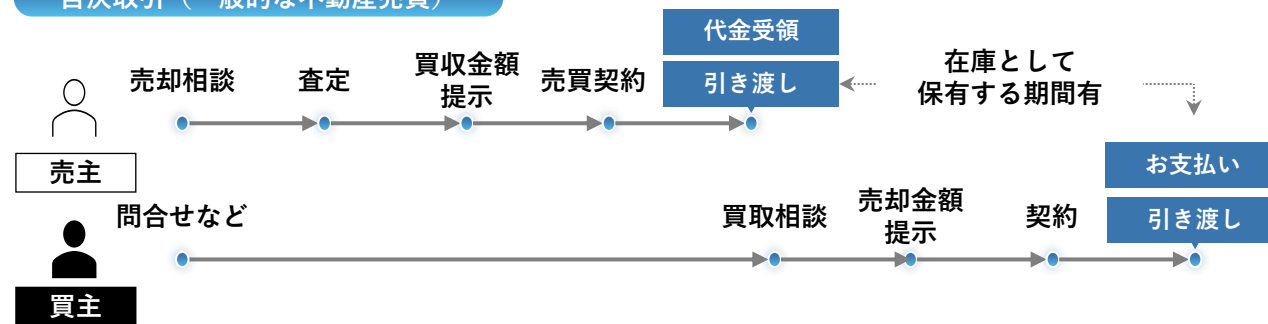 代金受領
売却相談
査定
買収金額
提示
売買契約
引き渡し
在庫として
保有する期間有
売主
お支払い
問合せなど
買取相談
売却金額
提示
契約
引き渡し
買主